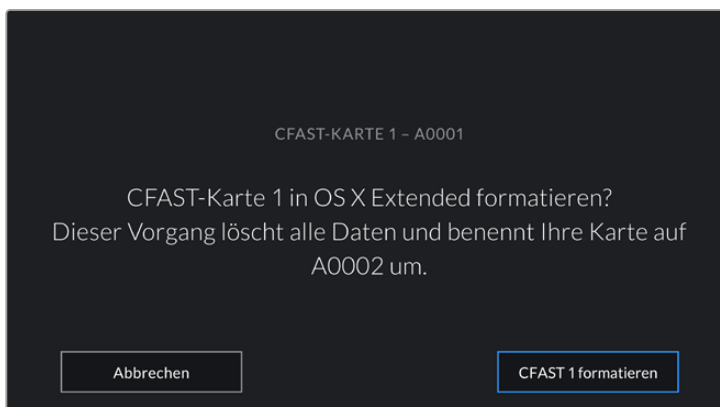 CFAST-KARTE 1 – A0001
CFAST-Karte 1 in OS X Extended formatieren?
Dieser Vorgang löscht alle Daten und benennt Ihre Karte auf
A0002 um.
Abbrechen
CFAST 1 formatieren